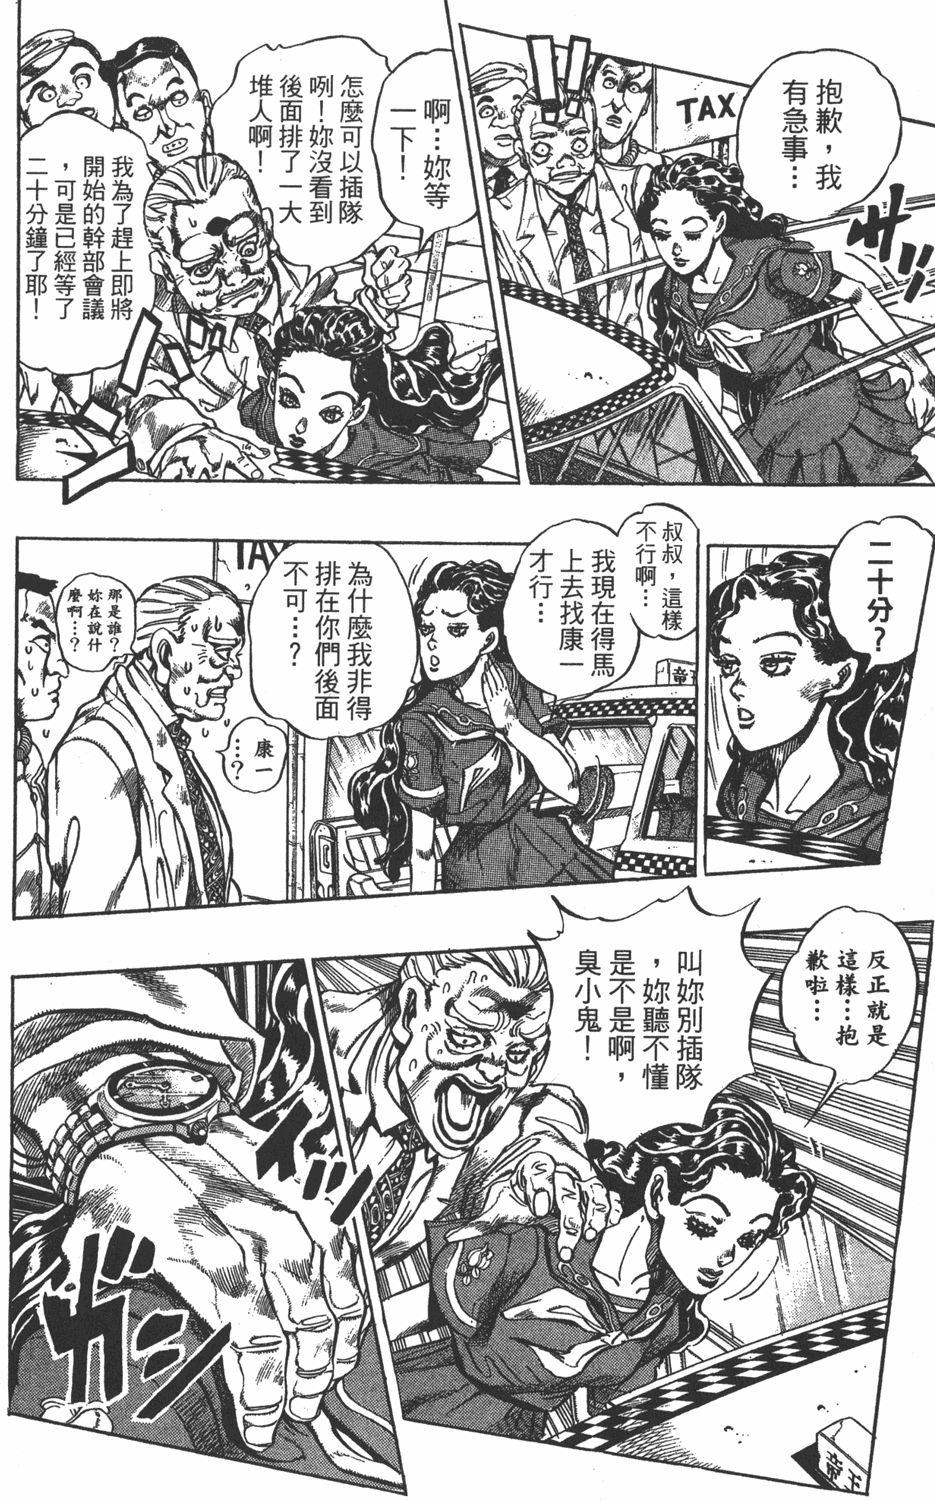 抱歉，我
有急事…
TAX
啊…妳等
一下！
怎麼可以插隊
咧！妳沒看到
後面排了一大
堆人啊！
我為了趕上即將
開始的幹部會議
，可是已經等了
二十分鐘了耶！
二十分？
叔叔，這樣
不行啊…
我現在得馬
上去找康一
才行…
為什麼我非得
排在你們後面
不可…？
TAX
康一
…？
那是誰？
妳在說什
麼啊…？
反正就是
這樣…抱
歉啦…
叫妳別插隊
，妳聽不懂
是不是啊，
臭小鬼！
ガシッ